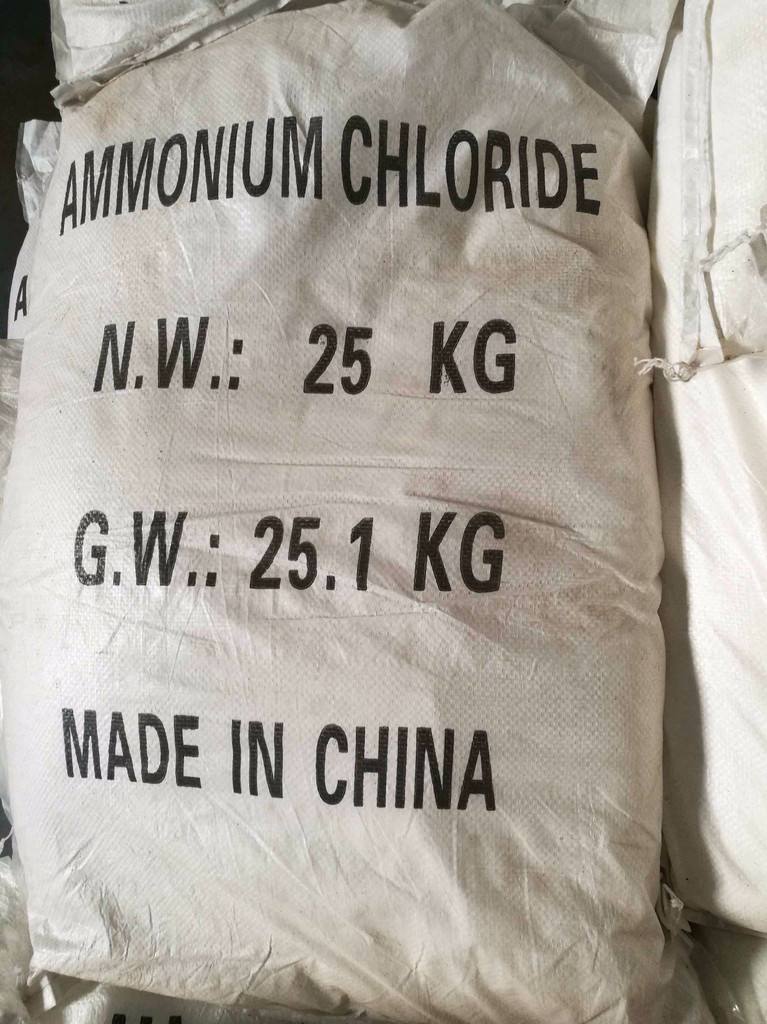 AMMONIUM CHLORIDE
N.W.: 25 KG
G.W.: 25.1 KG
MADE IN CHINA
A